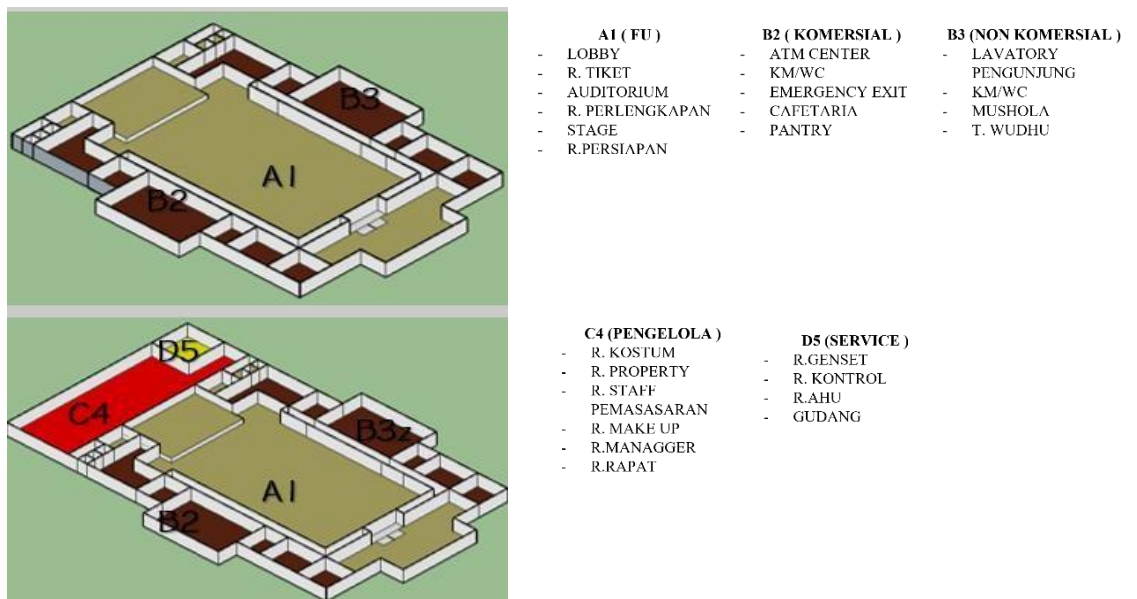 B3
A1
B2
A1 ( FU )
- LOBBY
- R. TIKET
- AUDITORIUM
- R. PERLENGKAPAN
- STAGE
- R.PERSIAPAN
B2 ( KOMERSIAL )
- ATM CENTER
- KM/WC
- EMERGENCY EXIT
- CAFETARIA
- PANTRY
B3 (NON KOMERSIAL )
- LAVATORY
PENGUNJUNG
- KM/WC
- MUSHOLA
- T. WUDHU
D5
C4
B3z
A1
B2
C4 (PENGELOLA )
- R. KOSTUM
- R. PROPERTY
- R. STAFF
PEMASASARAN
- R. MAKE UP
- R.MANAGGER
- R.RAPAT
D5 (SERVICE )
- R.GENSET
- R. KONTROL
- R.AHU
- GUDANG